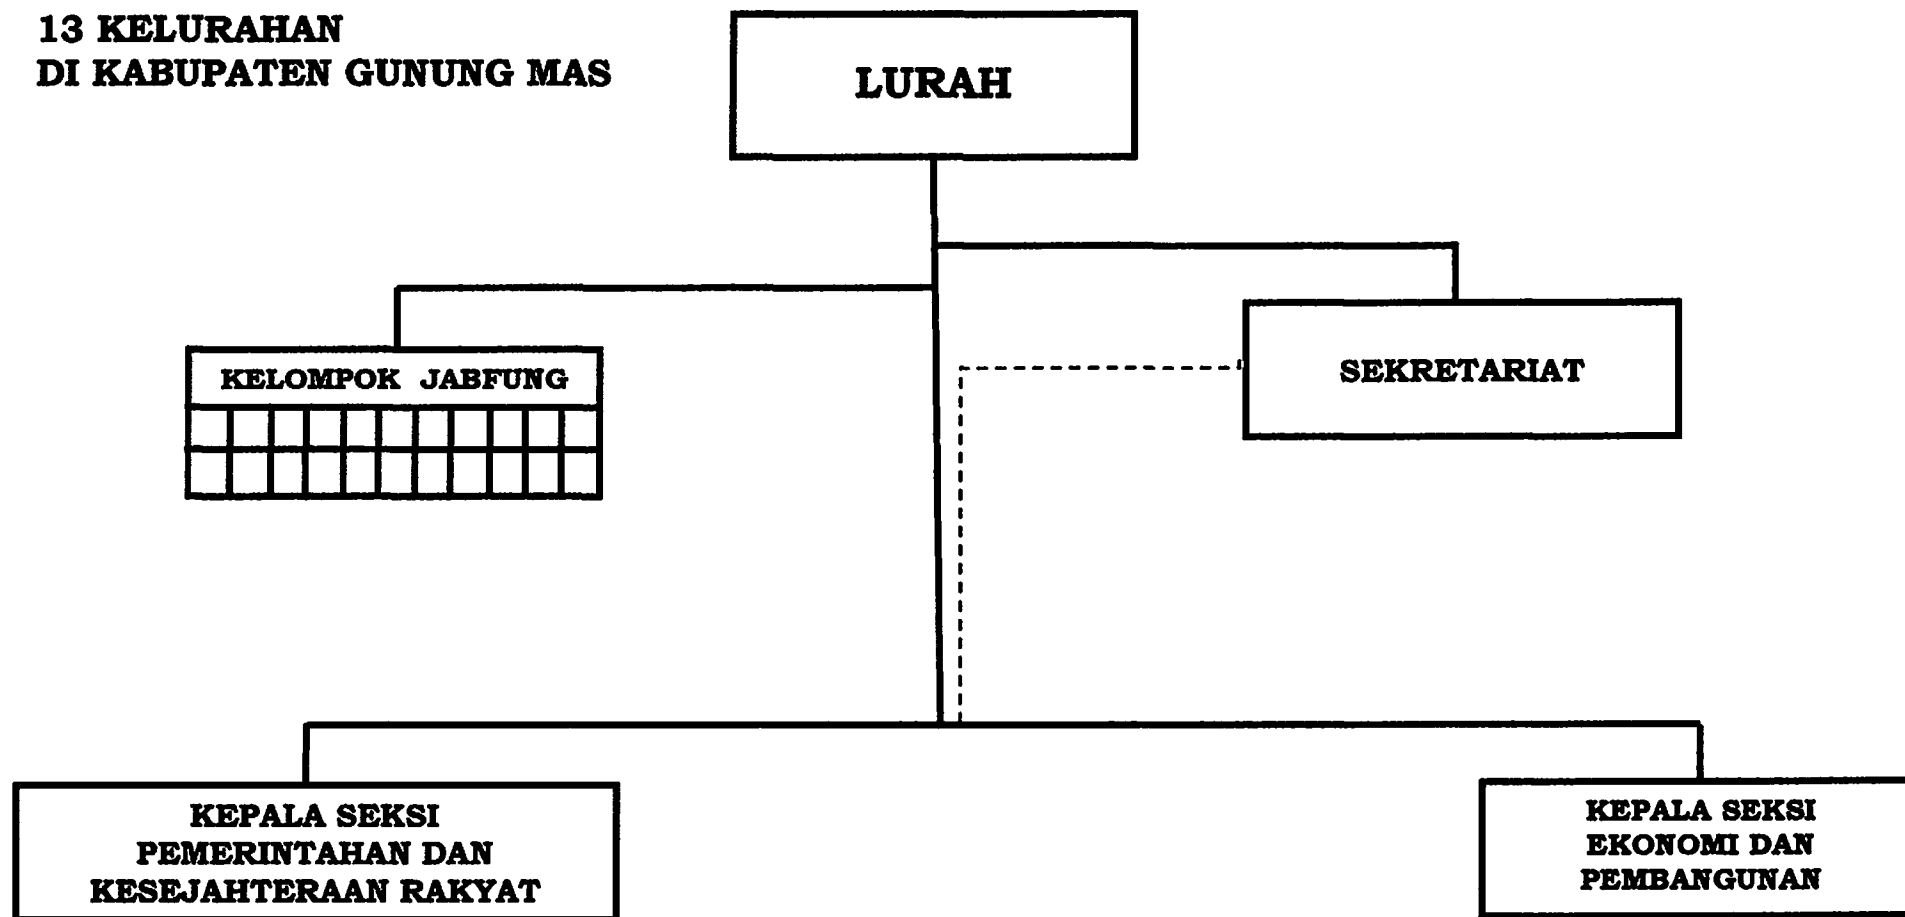 13 KELURAHAN
DI KABUPATEN GUNUNG MAS
LURAH
KELOMPOK JABFUNG
SEKRETARIAT
KEPALA SEKSI
PEMERINTAHAN DAN
KESEJAHTERAAN RAKYAT
KEPALA SEKSI
EKONOMI DAN
PEMBANGUNAN